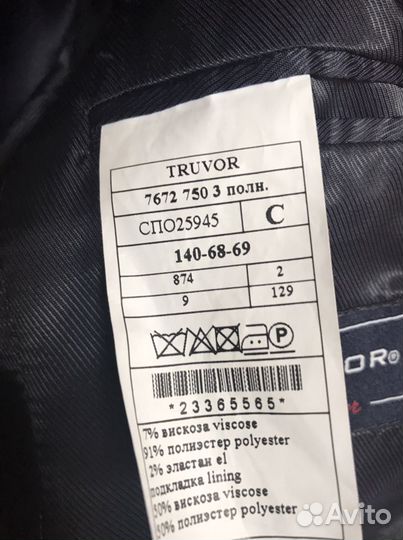 TRUVOR
7672 750 3 полн.
СПО25945 С
140-68-69
874 2
9 129
P
*23365565*
7% вискоза viscose
91% полиэстер polyester
2% эластан el
подкладка lining
50% вискоза viscose
50% полиэстер polyester
OR®
Avito